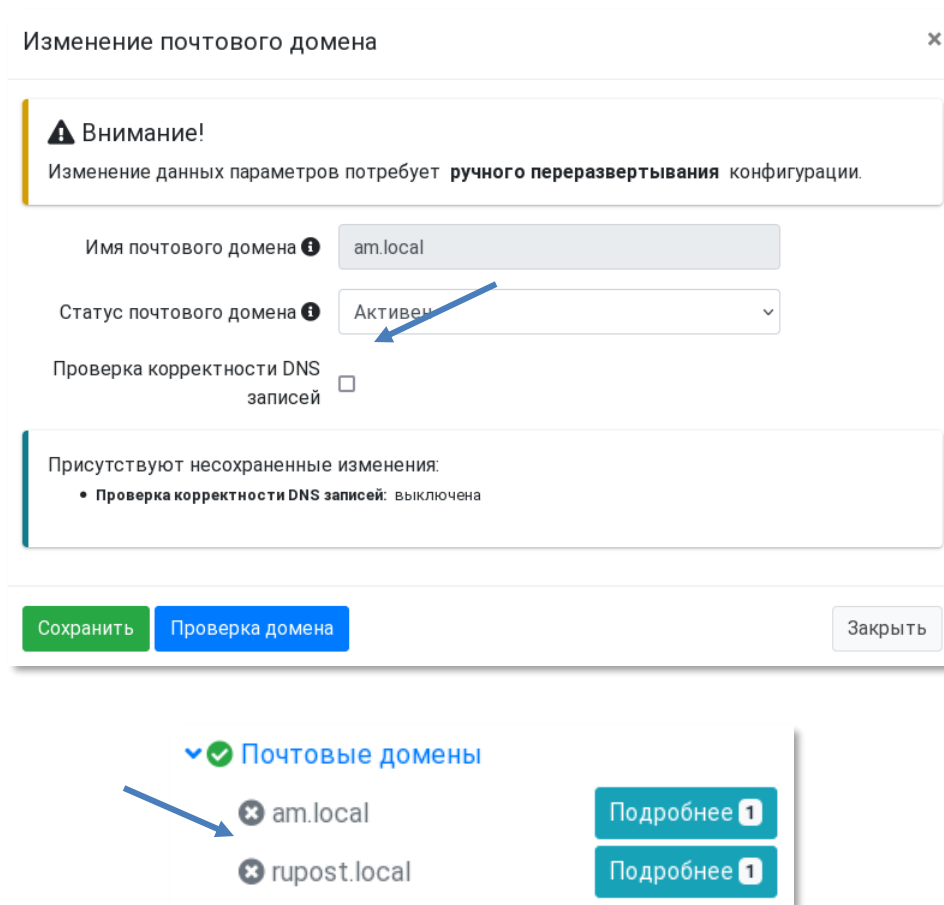 Изменение почтового домена ×
Внимание!
Изменение данных параметров потребует ручного переразвертывания конфигурации.
Имя почтового домена am.local
Статус почтового домена Активен
Проверка корректности DNS
записей
Присутствуют несохраненные изменения:
• Проверка корректности DNS записей: выключена
Сохранить Проверка домена Закрыть
Почтовые домены
am.local Подробнее 1
rupost.local Подробнее 1